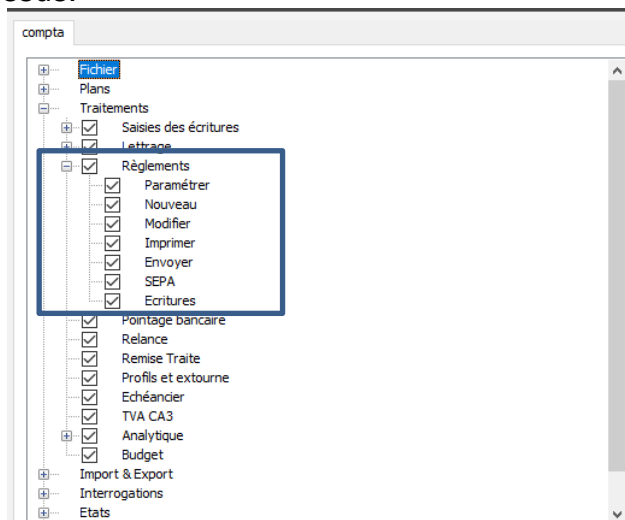 compta
Fichier
Plans
Traitements
Saisies des écritures
Lettrage
Règlements
Paramétrer
Nouveau
Modifier
Imprimer
Envoyer
SEPA
Ecritures
Pointage bancaire
Relance
Remise Traite
Profils et extourne
Echéancier
TVA CA3
Analytique
Budget
Import & Export
Interrogations
Etats